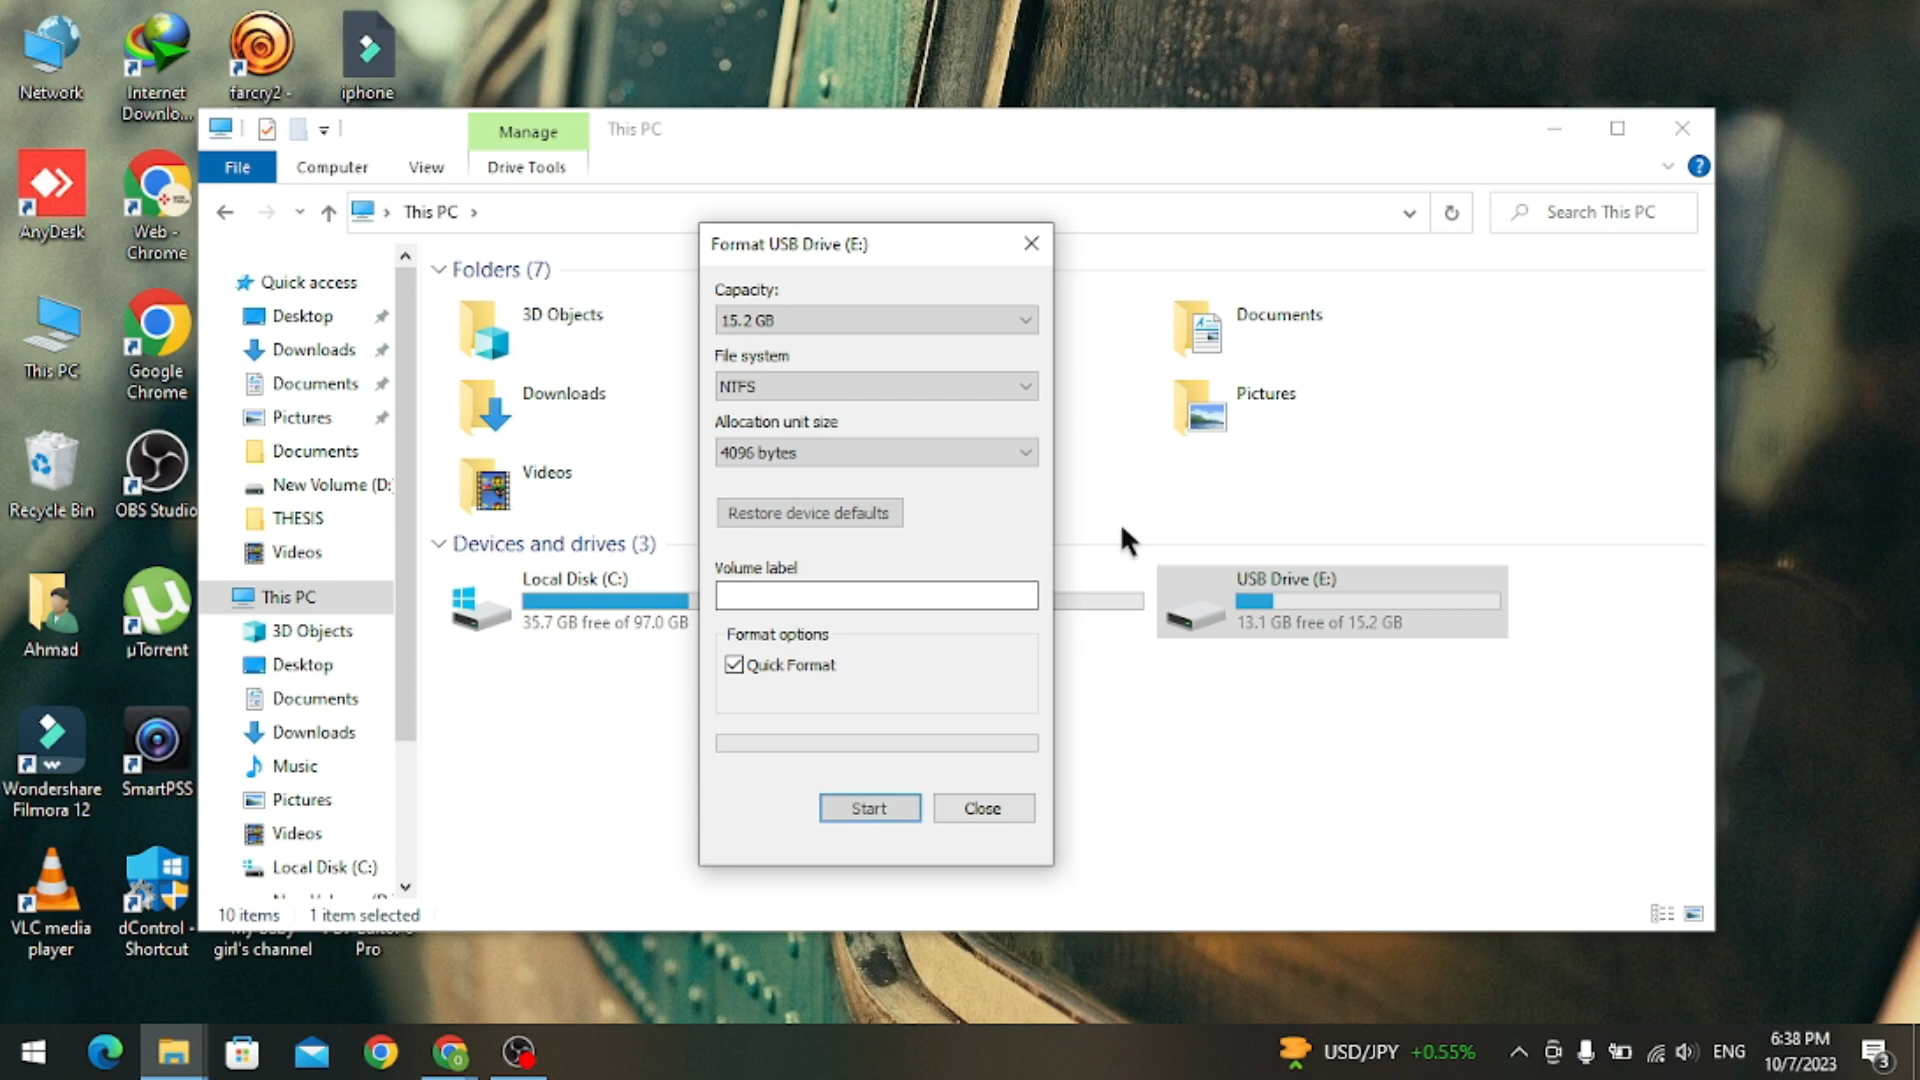 Network
Internet
Downlo...
farcry2 -
iphone
AnyDesk
Web -
Chrome
This PC
Google
Chrome
Recycle Bin
OBS Studio
Ahmad
µTorrent
Wondershare
Filmora 12
SmartPSS
VLC media
player
dControl -
Shortcut
girl's channel
Pro
Manage
This PC
File
Computer
View
Drive Tools
?
This PC
Search This PC
Quick access
Desktop
Downloads
Documents
Pictures
Documents
New Volume (D:
THESIS
Videos
This PC
3D Objects
Desktop
Documents
Downloads
Music
Pictures
Videos
Local Disk (C:)
Folders (7)
3D Objects
Documents
Downloads
Pictures
Videos
Devices and drives (3)
Local Disk (C:)
35.7 GB free of 97.0 GB
USB Drive (E:)
13.1 GB free of 15.2 GB
10 items
1 item selected
Format USB Drive (E:)
Capacity:
15.2 GB
File system
NTFS
Allocation unit size
4096 bytes
Restore device defaults
Volume label
Format options
Quick Format
Start
Close
USD/JPY +0.55%
ENG
6:38 PM
10/7/2023
3